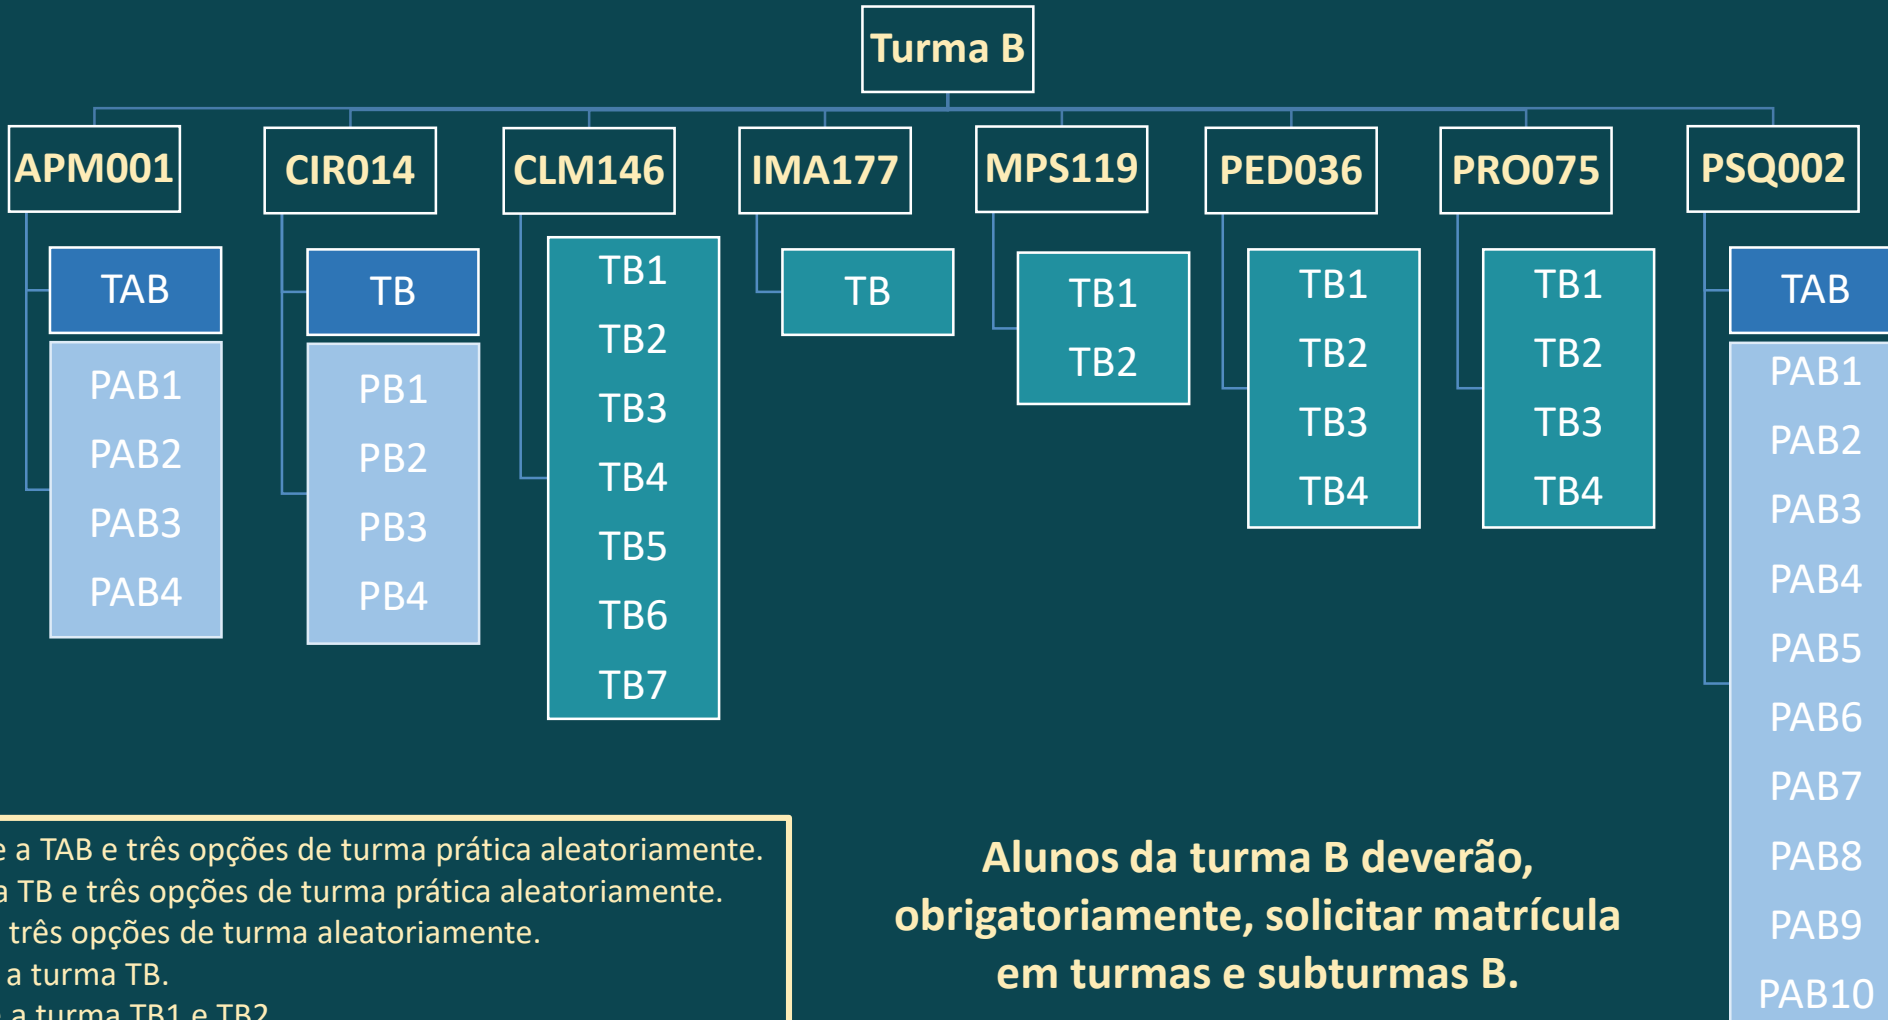 Turma B
APM001
CIR014
CLM146
IMA177
MPS119
PED036
PRO075
PSQ002
TAB
PAB1
PAB2
PAB3
PAB4
TB
PB1
PB2
PB3
PB4
TB1
TB2
TB3
TB4
TB5
TB6
TB7
TB
TB1
TB2
TB1
TB2
TB3
TB4
TB1
TB2
TB3
TB4
TAB
PAB1
PAB2
PAB3
PAB4
PAB5
PAB6
PAB7
PAB8
PAB9
PAB10
a TAB e três opções de turma prática aleatoriamente.
a TB e três opções de turma prática aleatoriamente.
três opções de turma aleatoriamente.
a turma TB.
a turma TB1 e TB2
Alunos da turma B deverão,
obrigatoriamente, solicitar matrícula
em turmas e subturmas B.